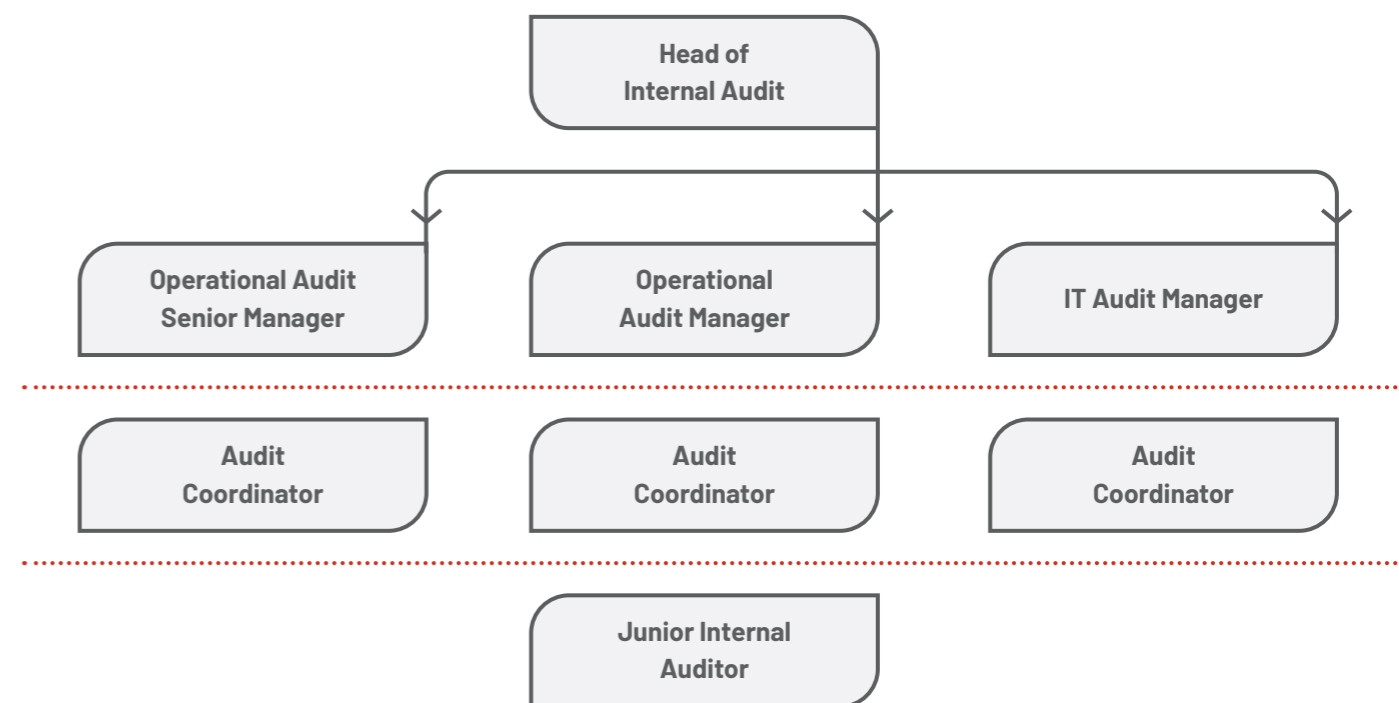 Head of
Internal Audit
Operational Audit
Senior Manager
Operational
Audit Manager
IT Audit Manager
Audit
Coordinator
Audit
Coordinator
Audit
Coordinator
Junior Internal
Auditor